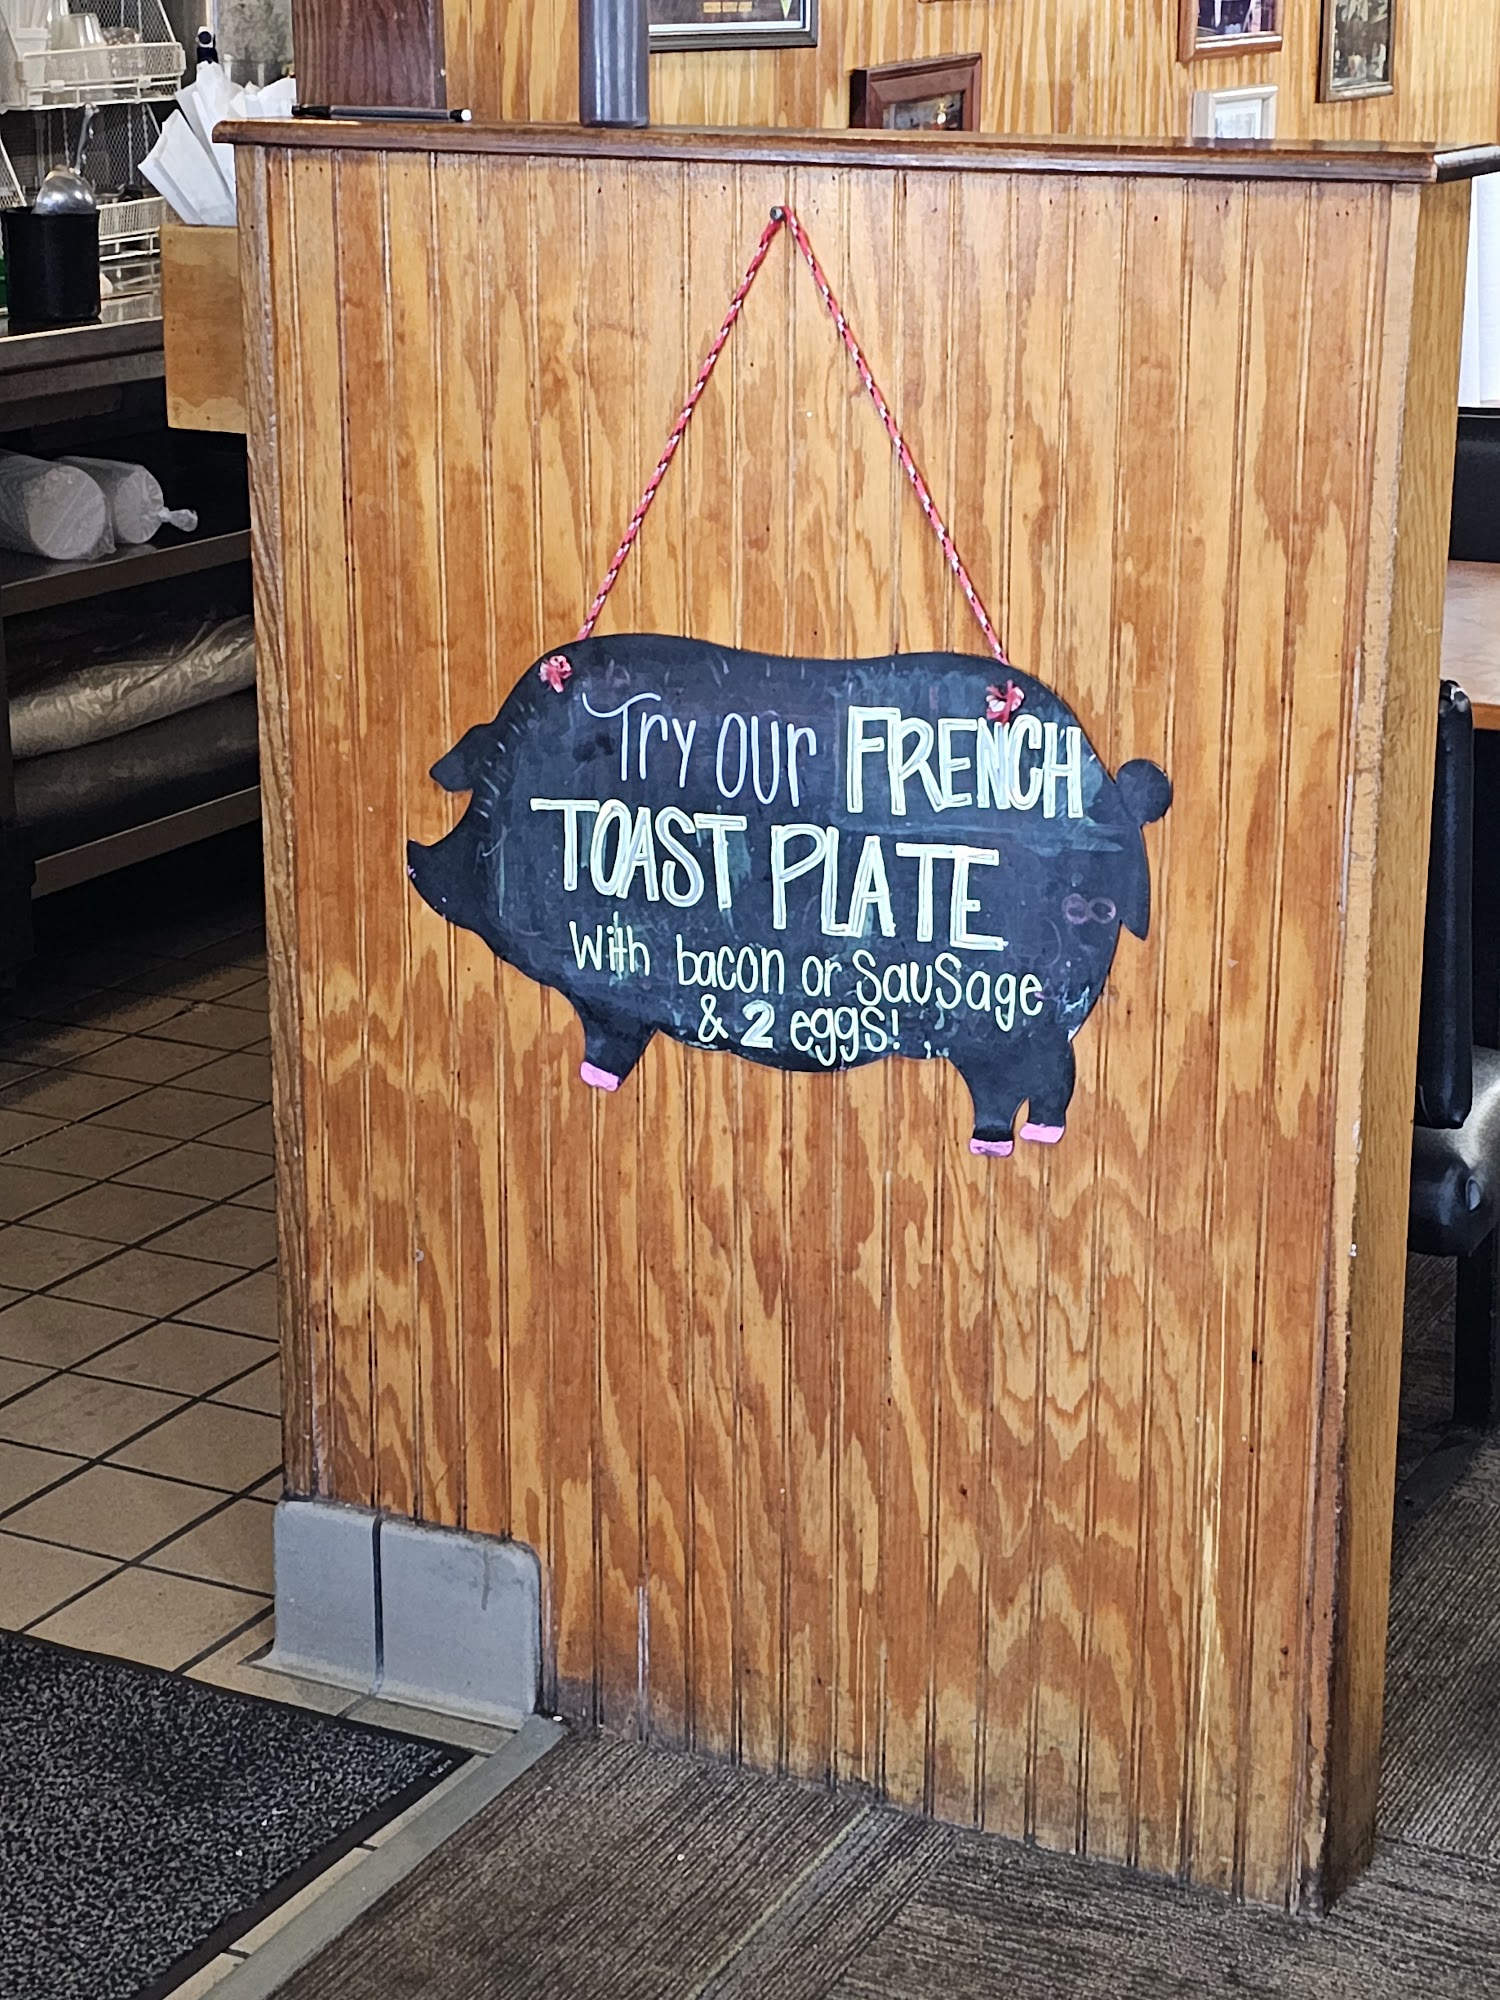 Try our FRENCH
TOAST PLATE
With bacon or Sausage
& 2 eggs!